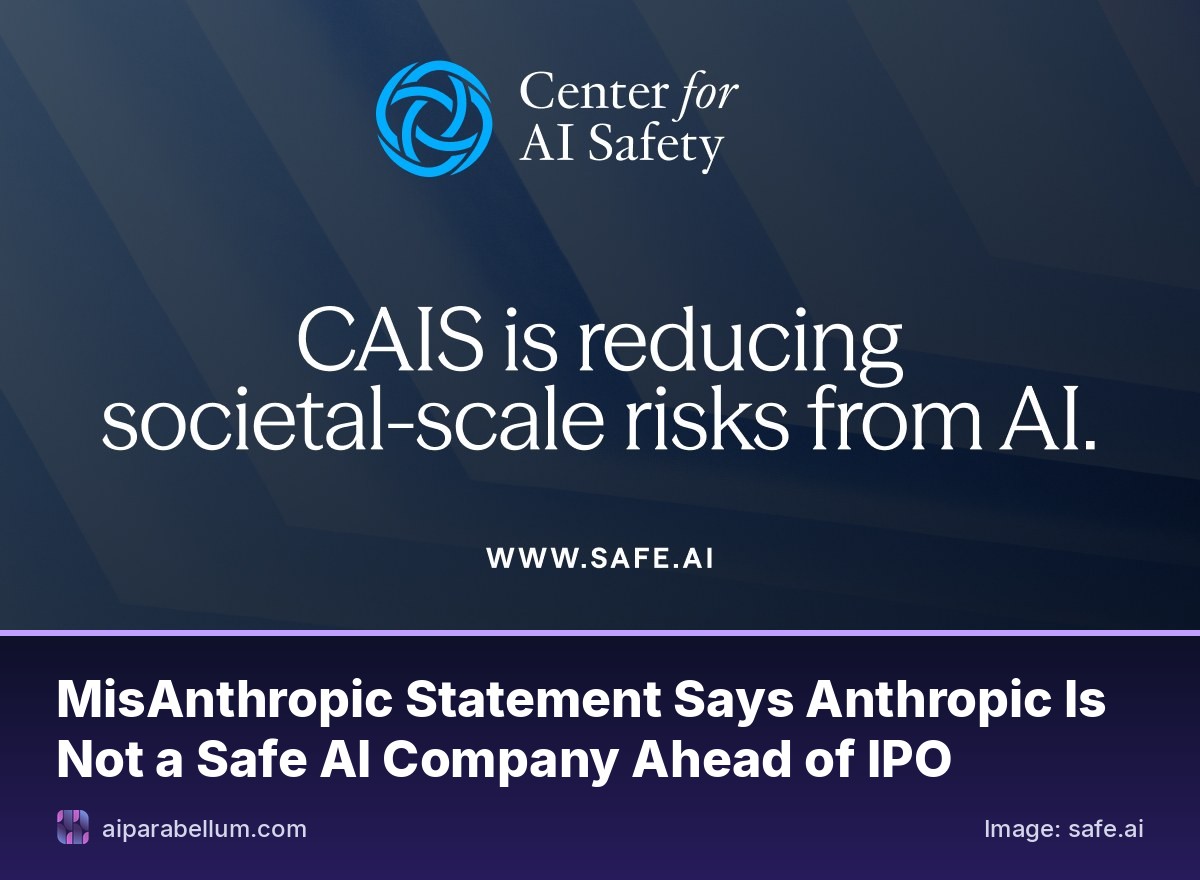 Center for
AI Safety
CAIS is reducing
societal-scale risks from AI.
WWW.SAFE.AI
MisAnthropic Statement Says Anthropic Is
Not a Safe AI Company Ahead of IPO
aiparabellum.com
Image: safe.ai